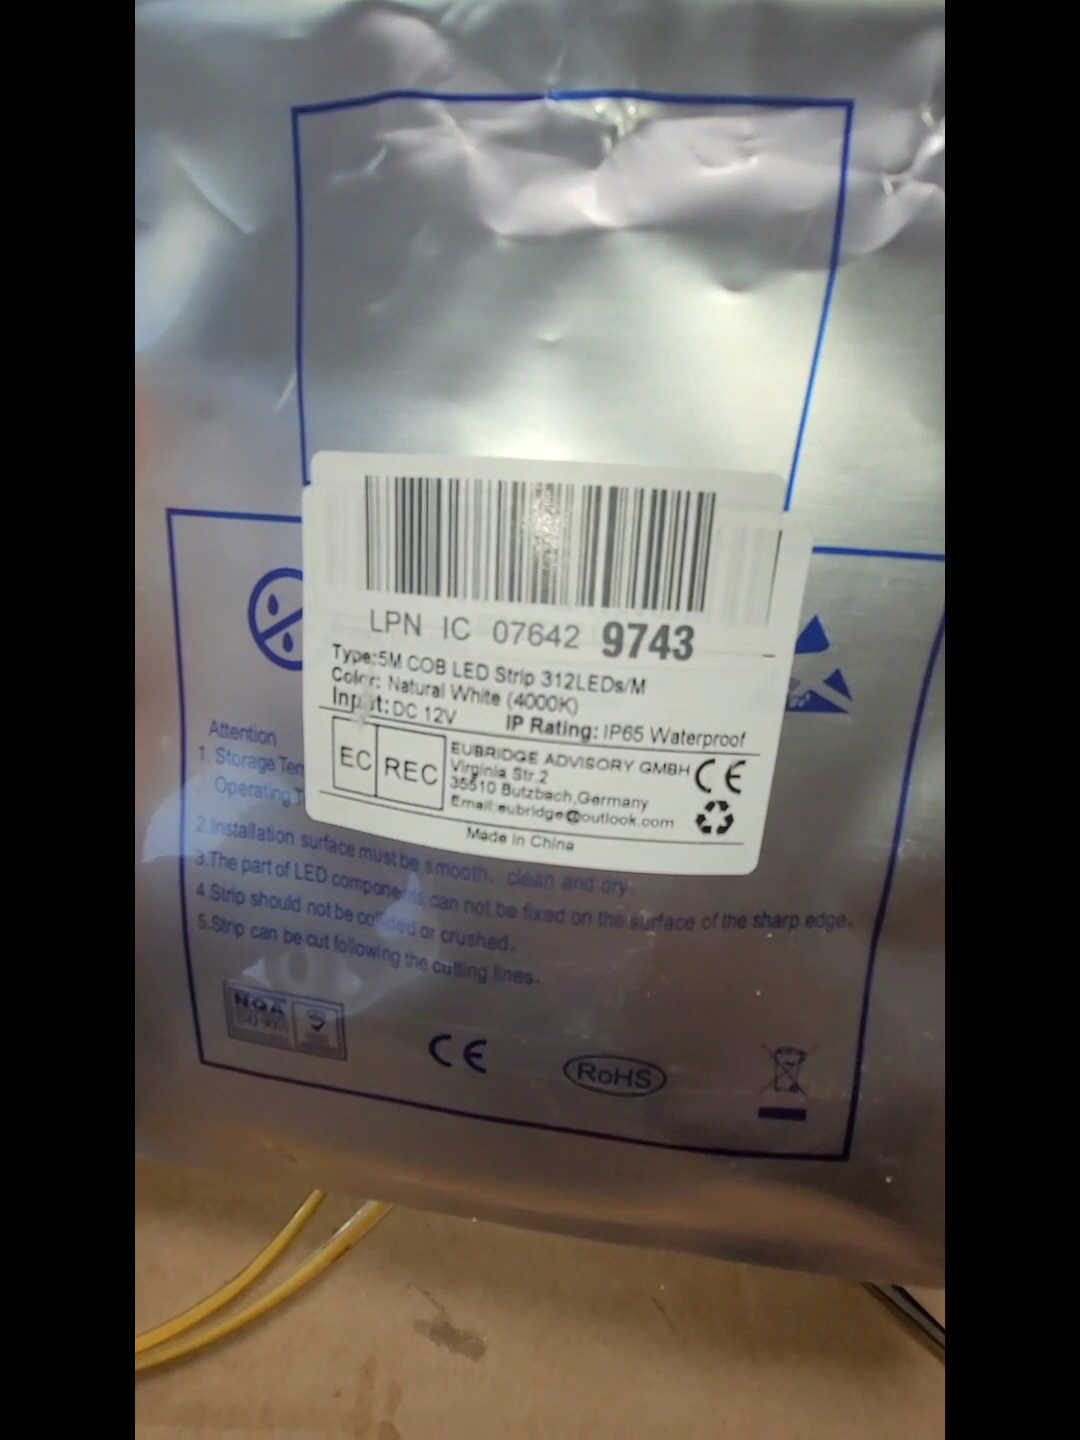 LPN IC 07642 9743
Type:5M COB LED Strip 312LEDs/M
Color: Natural White (4000K)
Input:DC 12V IP Rating: IP65 Waterproof
EC REC
EUBRIDGE ADVISORY GMBH
Virginia Str.2
35510 Butzbach,Germany
Email:eubridge@outlook.com
CE
Made in China
Attention
1. Storage Tem
Operating T
2.Installation surface must be smooth, clean and dry.
3.The part of LED components can not be fixed on the surface of the sharp edge.
4.Strip should not be collided or crushed.
5.Strip can be cut following the cutting lines.
NQA
CE
RoHS